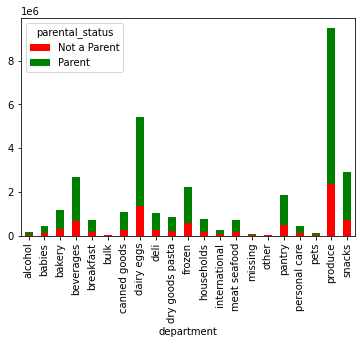 1e6
parental_status
Not a Parent
Parent
8
6
4
2
0
alcohol
babies
bakery
beverages
breakfast
bulk
canned goods
dairy eggs
deli
dry goods pasta
frozen
households
international
meat seafood
missing
other
pantry
personal care
pets
produce
snacks
department